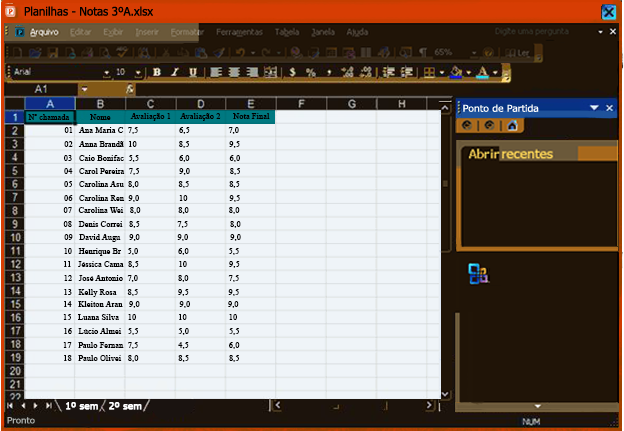 Planilhas - Notas 3ºA.xlsx
Arquivo Editar Exibir Inserir Formatar Ferramentas Tabela Janela Ajuda Digite uma pergunta
65% Ler
Arial 10 B I U $ %
A1 fx
A B C D E F G H
1 Nº chamada Nome Avaliação 1 Avaliação 2 Nota Final
2 01 Ana Maria C 7,5 6,5 7,0
3 02 Anna Brandã 10 8,5 9,5
4 03 Caio Bonifac 5,5 6,0 6,0
5 04 Carol Pereira 7,5 9,0 8,5
6 05 Carolina Asu 8,0 8,5 8,5
7 06 Carolina Ren 9,0 10 9,5
8 07 Carolina Wei 8,0 8,0 8,0
9 08 Denis Correi 8,5 7,5 8,0
10 09 David Augu 9,0 9,0 9,0
11 10 Henrique Br 5,0 6,0 5,5
12 11 Jéssica Cama 8,5 10 9,5
13 12 José Antonio 7,0 8,0 7,5
14 13 Kelly Rosa 8,5 9,5 9,5
15 14 Kleiton Aran 9,0 9,0 9,0
16 15 Luana Silva 10 10 10
17 16 Lúcio Almei 5,5 5,0 5,5
18 17 Paulo Fernan 7,5 4,5 6,0
19 18 Paulo Olivei 8,0 8,5 8,5
20
21
22
1º sem 2º sem
Pronto NUM
Ponto de Partida
Abrir recentes